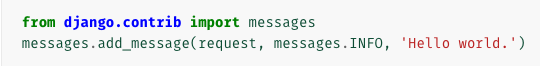 from django.contrib import messages
messages.add_message(request, messages.INFO, 'Hello world.')